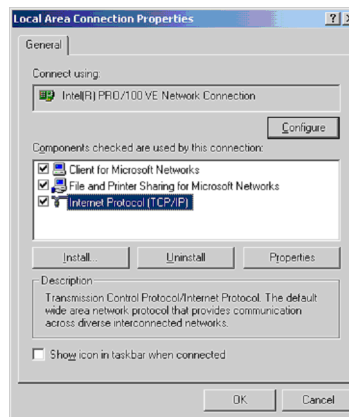 Local Area Connection Properties
General
Connect using:
Intel(R) PRO/100 VE Network Connection
Configure
Components checked are used by this connection:
Client for Microsoft Networks
File and Printer Sharing for Microsoft Networks
Internet Protocol (TCP/IP)
Install... Uninstall Properties
Description
Transmission Control Protocol/Internet Protocol. The default
wide area network protocol that provides communication
across diverse interconnected networks.
Show icon in taskbar when connected
OK Cancel